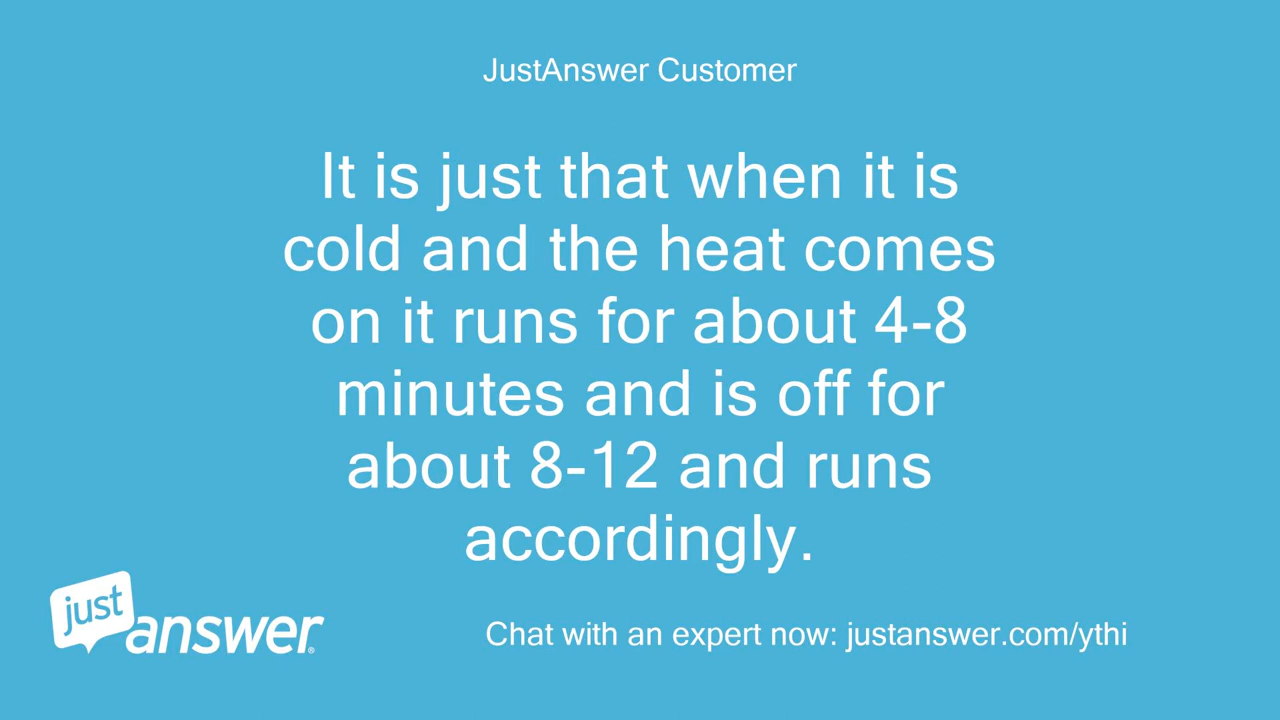 JustAnswer Customer
It is just that when it is
cold and the heat comes
on it runs for about 4-8
minutes and is off for
about 8-12 and runs
accordingly.
just
answer®
Chat with an expert now: justanswer.com/ythi